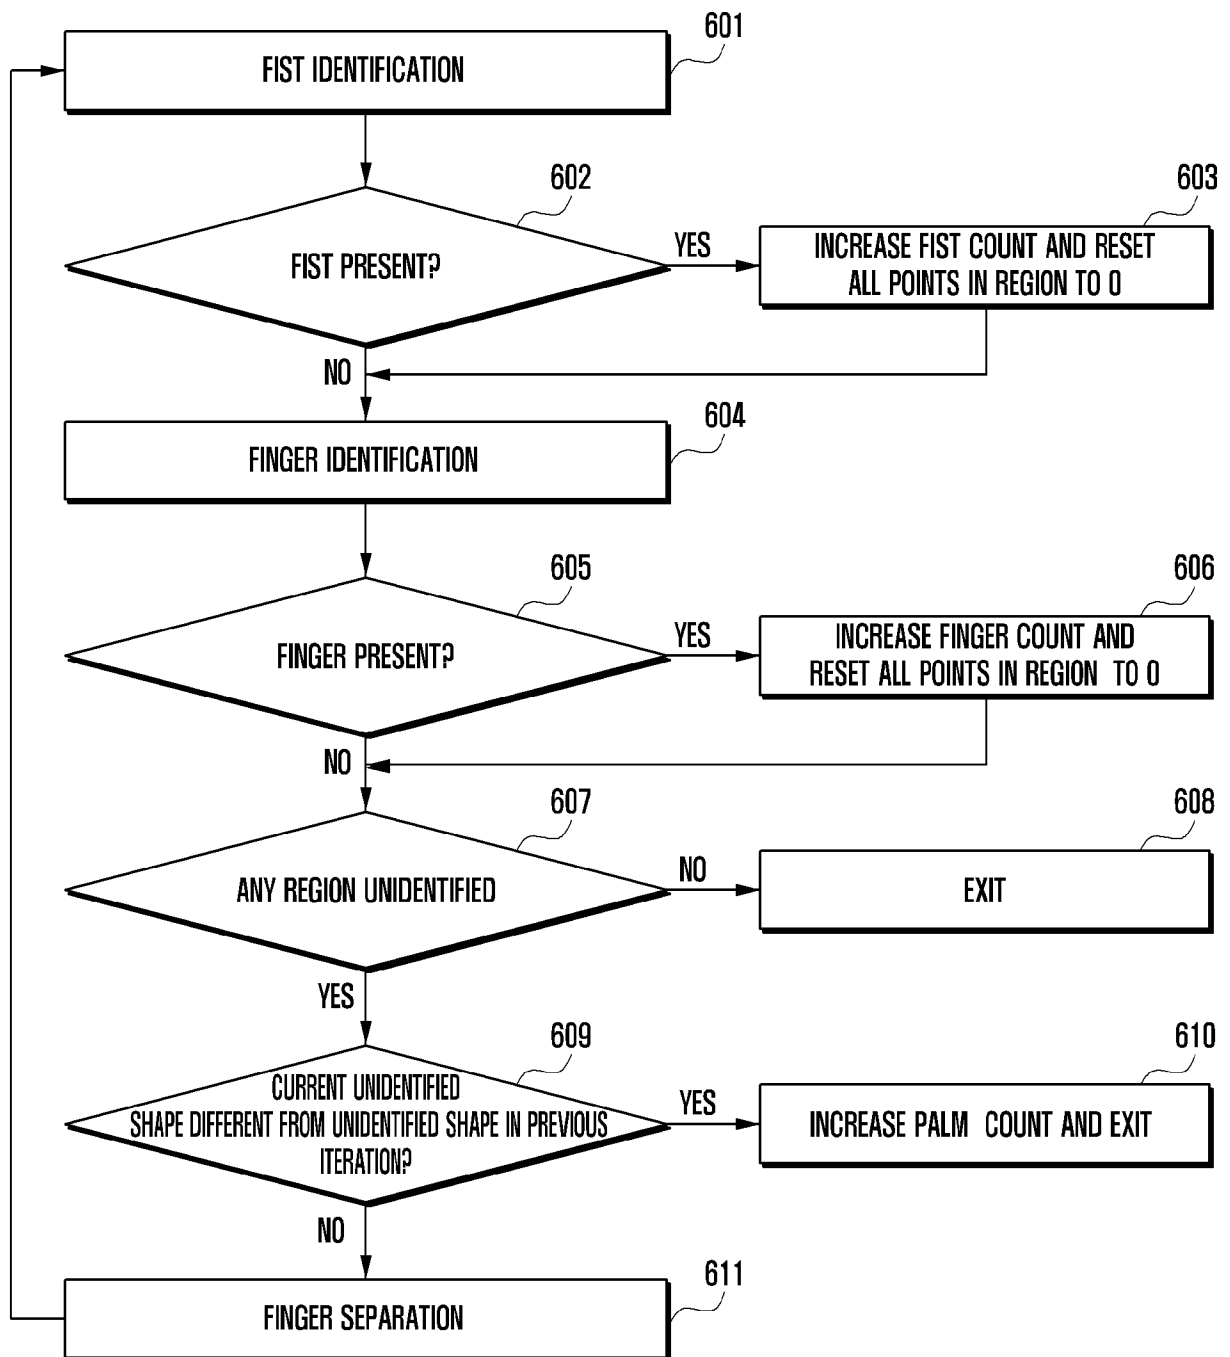 601
FIST IDENTIFICATION
602
FIST PRESENT?
YES
603
INCREASE FIST COUNT AND RESET
ALL POINTS IN REGION TO 0
NO
604
FINGER IDENTIFICATION
605
FINGER PRESENT?
YES
606
INCREASE FINGER COUNT AND
RESET ALL POINTS IN REGION TO 0
NO
607
ANY REGION UNIDENTIFIED
NO
608
EXIT
YES
609
CURRENT UNIDENTIFIED
SHAPE DIFFERENT FROM UNIDENTIFIED SHAPE IN PREVIOUS
ITERATION?
YES
610
INCREASE PALM COUNT AND EXIT
NO
611
FINGER SEPARATION